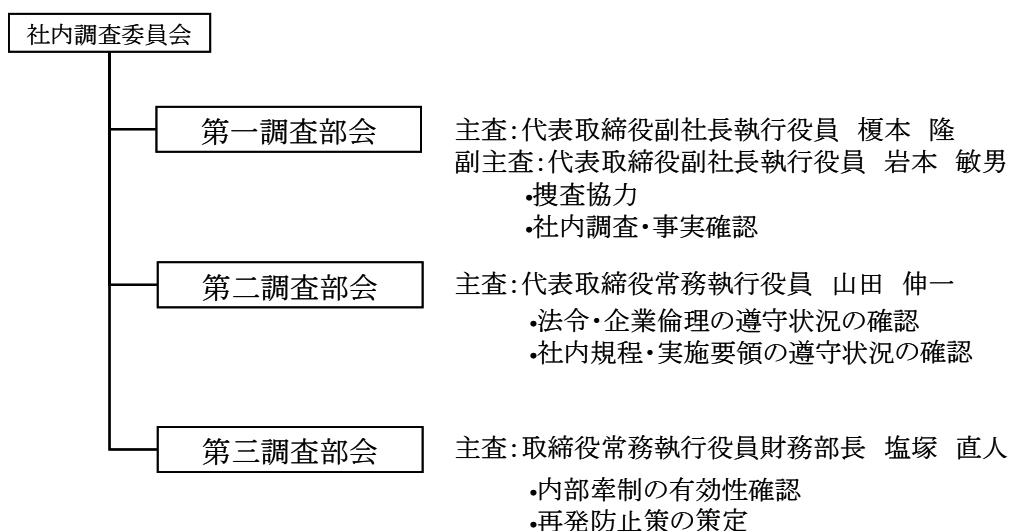 社内調査委員会
第一調査部会
主査:代表取締役副社長執行役員 榎本 隆
副主査:代表取締役副社長執行役員 岩本 敏男
•捜査協力
•社内調査・事実確認
第二調査部会
主査:代表取締役常務執行役員 山田 伸一
•法令・企業倫理の遵守状況の確認
•社内規程・実施要領の遵守状況の確認
第三調査部会
主査:取締役常務執行役員財務部長 塩塚 直人
•内部牽制の有効性確認
•再発防止策の策定